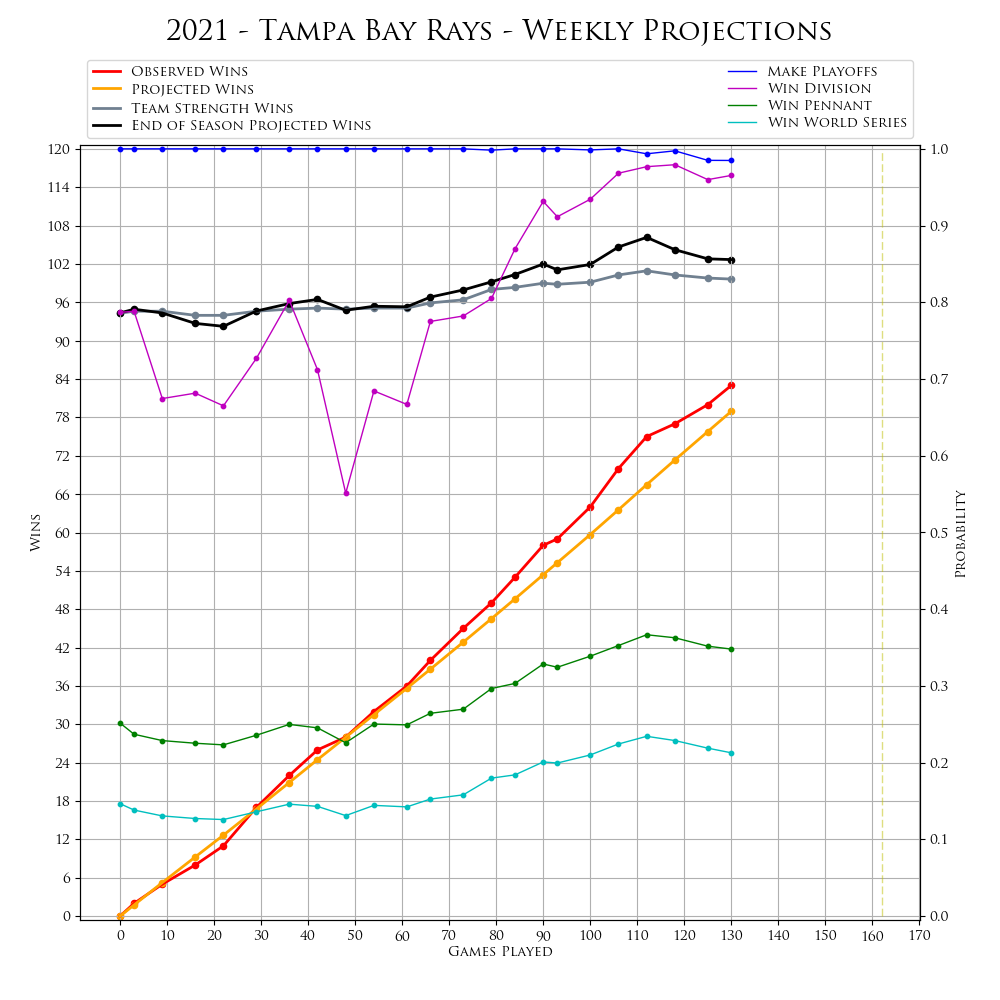 2021 - Tampa Bay Rays - Weekly Projections
Observed Wins
Projected Wins
Team Strength Wins
End of Season Projected Wins
Make Playoffs
Win Division
Win Pennant
Win World Series
120
114
108
102
96
90
84
78
72
66
60
54
48
42
36
30
24
18
12
6
0
Wins
1.0
0.9
0.8
0.7
0.6
0.5
0.4
0.3
0.2
0.1
0.0
Probability
0 10 20 30 40 50 60 70 80 90 100 110 120 130 140 150 160 170
Games Played